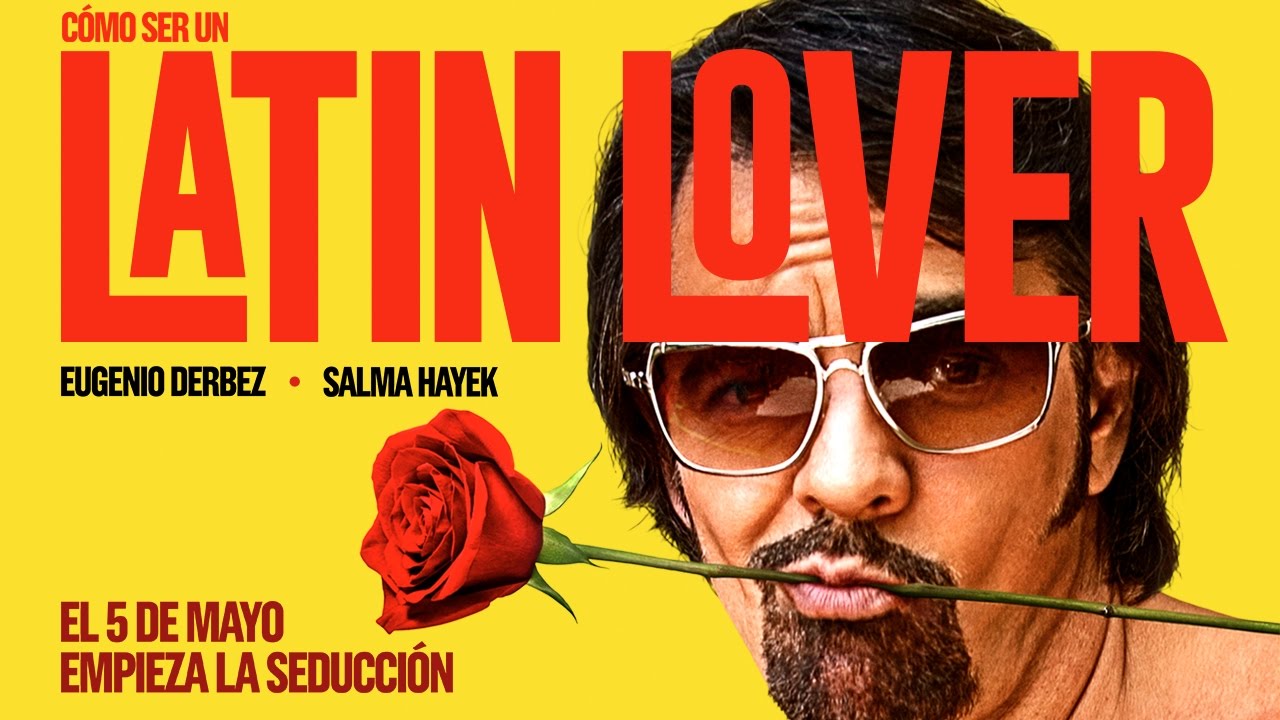 CÓMO SER UN
LATIN LOVER
EUGENIO DERBEZ • SALMA HAYEK
EL 5 DE MAYO
EMPIEZA LA SEDUCCIÓN